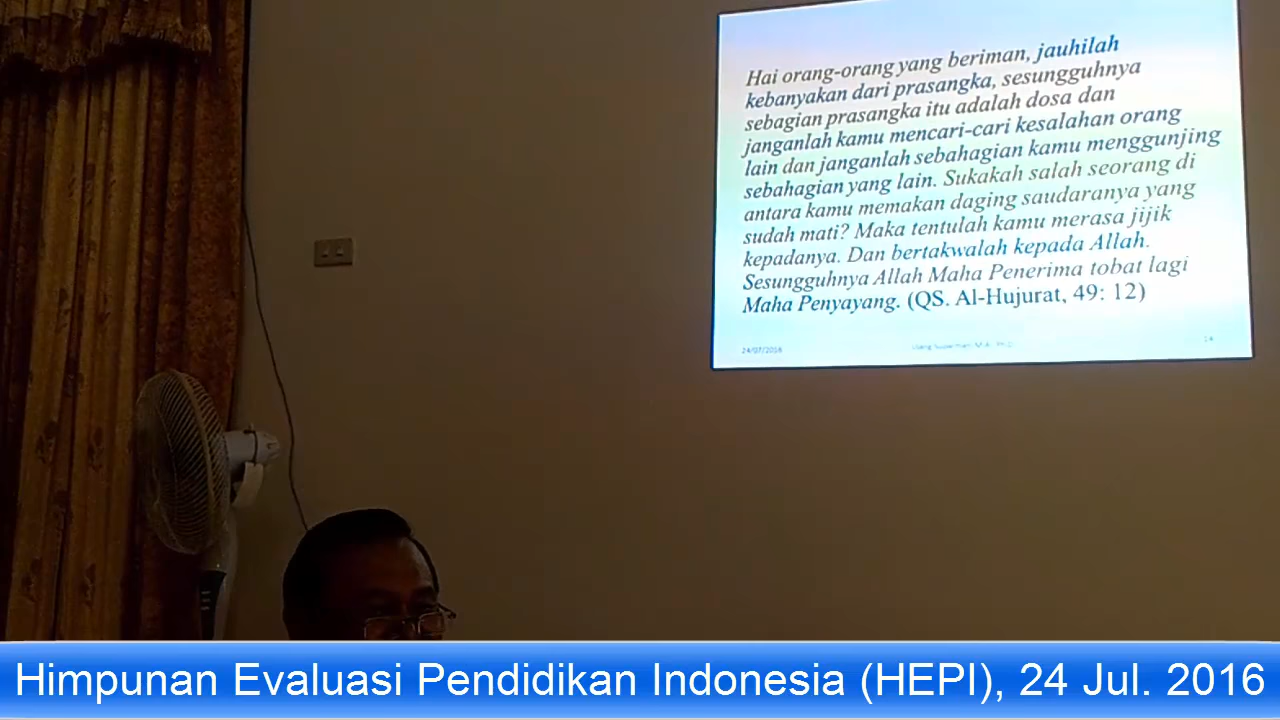 Hai orang-orang yang beriman, jauhilah
kebanyakan dari prasangka, sesungguhnya
sebagian prasangka itu adalah dosa dan
janganlah kamu mencari-cari kesalahan orang
lain dan janganlah sebahagian kamu menggunjing
sebahagian yang lain. Sukakah salah seorang di
antara kamu memakan daging saudaranya yang
sudah mati? Maka tentulah kamu merasa jijik
kepadanya. Dan bertakwalah kepada Allah.
Sesungguhnya Allah Maha Penerima tobat lagi
Maha Penyayang. (QS. Al-Hujurat, 49: 12)
24/07/2016
Himpunan Evaluasi Pendidikan Indonesia (HEPI), 24 Jul. 2016